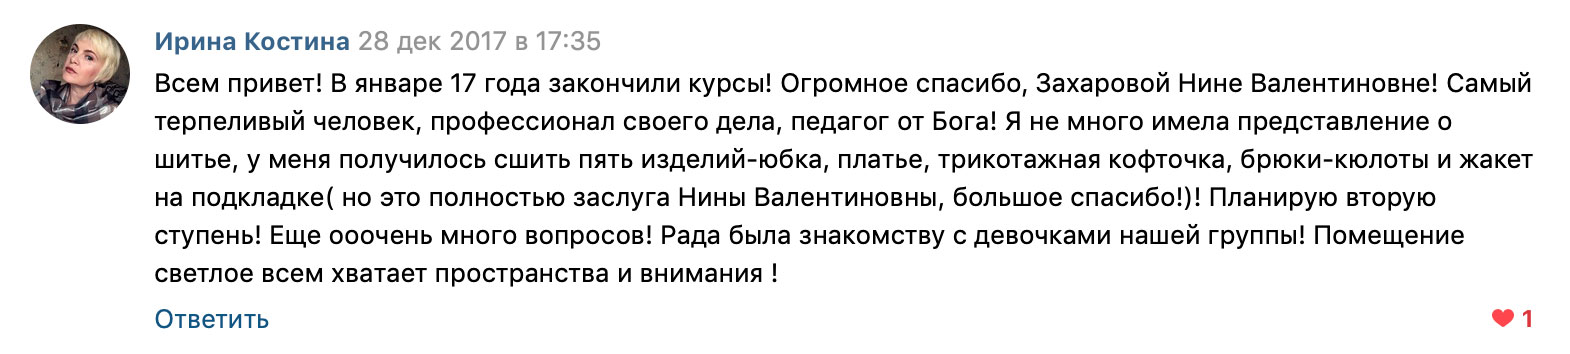 Ирина Костина 28 дек 2017 в 17:35
Всем привет! В январе 17 года закончили курсы! Огромное спасибо, Захаровой Нине Валентиновне! Самый
терпеливый человек, профессионал своего дела, педагог от Бога! Я не много имела представление о
шитье, у меня получилось сшить пять изделий-юбка, платье, трикотажная кофточка, брюки-кюлоты и жакет
на подкладке( но это полностью заслуга Нины Валентиновны, большое спасибо!)! Планирую вторую
ступень! Еще ооочень много вопросов! Рада была знакомству с девочками нашей группы! Помещение
светлое всем хватает пространства и внимания !
Ответить 1